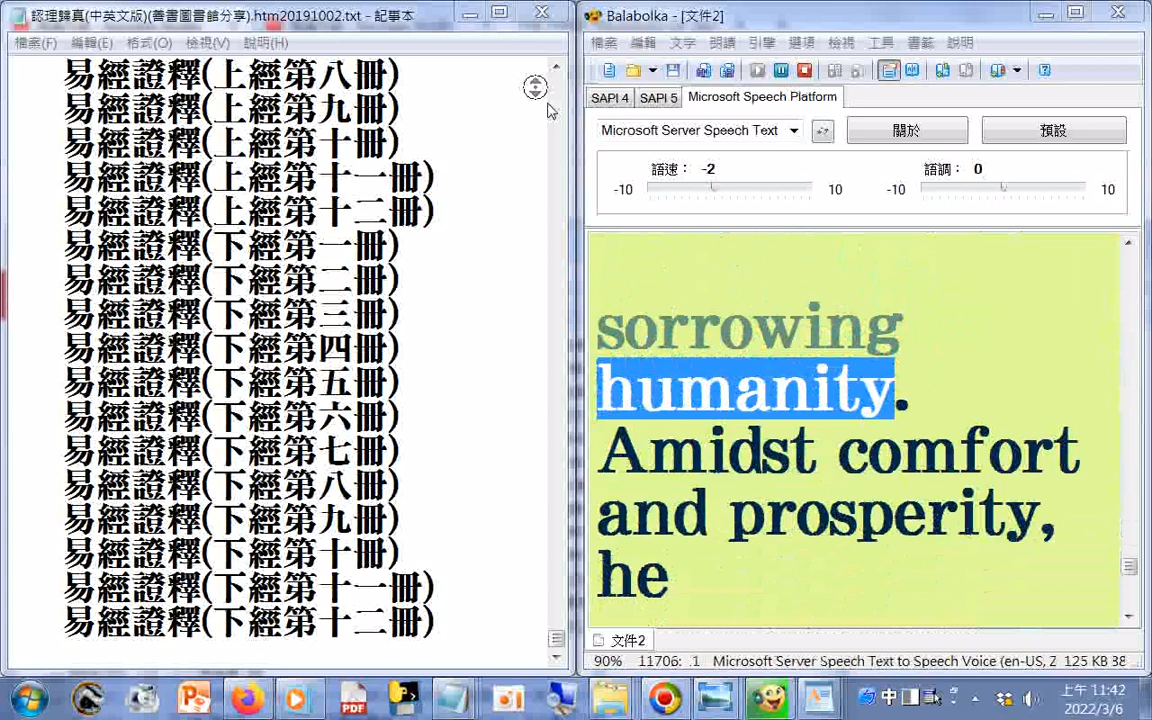 認理歸真(中英文版)(善書圖書館分享).htm20191002.txt - 記事本
檔案(F) 編輯(E) 格式(O) 檢視(V) 說明(H)
易經證釋(上經第八冊)
易經證釋(上經第九冊)
易經證釋(上經第十冊)
易經證釋(上經第十一冊)
易經證釋(上經第十二冊)
易經證釋(下經第一冊)
易經證釋(下經第二冊)
易經證釋(下經第三冊)
易經證釋(下經第四冊)
易經證釋(下經第五冊)
易經證釋(下經第六冊)
易經證釋(下經第七冊)
易經證釋(下經第八冊)
易經證釋(下經第九冊)
易經證釋(下經第十冊)
易經證釋(下經第十一冊)
易經證釋(下經第十二冊)
Balabolka - [文件2]
檔案 編輯 文字 朗讀 引擎 選項 檢視 工具 書籤 說明
SAPI 4 SAPI 5 Microsoft Speech Platform
Microsoft Server Speech Text 關於 預設
語速： -2 語調： 0
-10 10 -10 10
sorrowing
humanity.
Amidst comfort
and prosperity,
he
文件2
90% 11706: .1 Microsoft Server Speech Text to Speech Voice (en-US, Z 125 KB 38
PDF 中 上午 11:42
2022/3/6